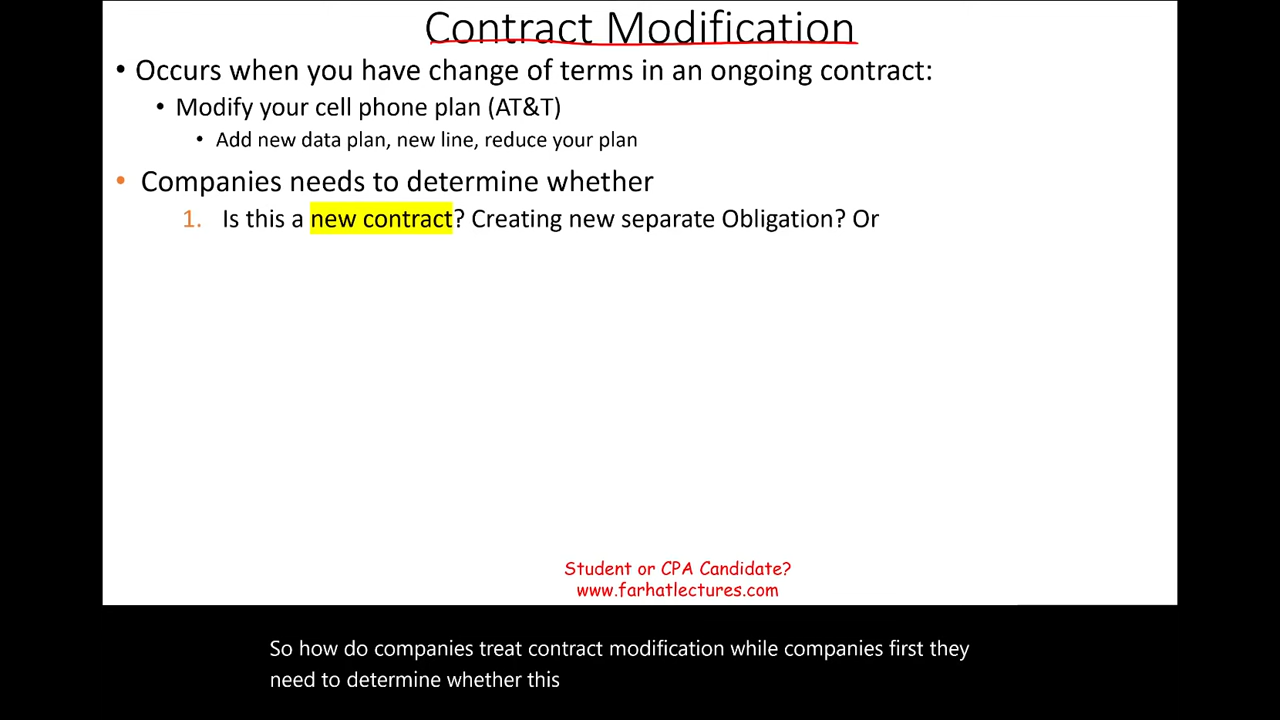 Contract Modification
• Occurs when you have change of terms in an ongoing contract:
• Modify your cell phone plan (AT&T)
• Add new data plan, new line, reduce your plan
• Companies needs to determine whether
1. Is this a new contract? Creating new separate Obligation? Or
Student or CPA Candidate?
www.farhatlectures.com
So how do companies treat contract modification while companies first they
need to determine whether this